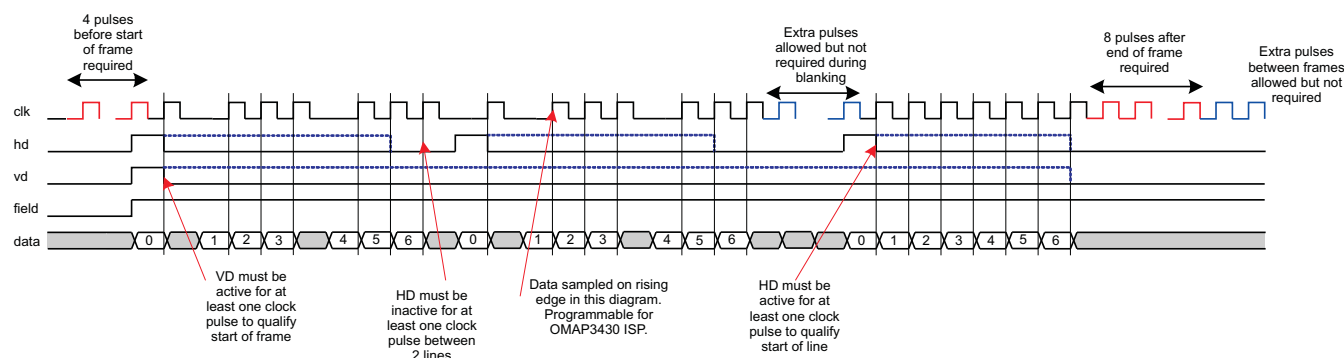 4 pulses
before start
of frame
required
Extra pulses
allowed but not
required during
blanking
8 pulses after
end of frame
required
Extra pulses
between frames
allowed but not
required
clk
hd
vd
field
data 0 1 2 3 4 5 6 0 1 2 3 4 5 6 0 1 2 3 4 5 6
VD must be
active for at
least one clock
pulse to qualify
start of frame
HD must be
inactive for at
least one clock
pulse between
2 lines
Data sampled on rising
edge in this diagram.
Programmable for
OMAP3430 ISP.
HD must be
active for at
least one clock
pulse to qualify
start of line